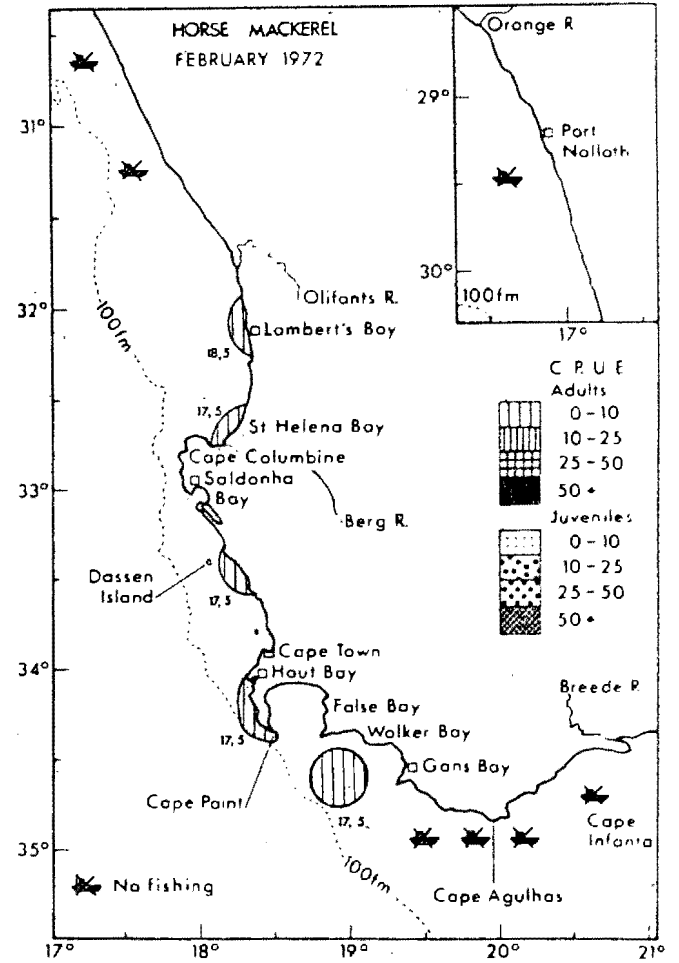 HORSE MACKEREL
FEBRUARY 1972
Orange R
29°
Port
Nolloth
30°
100fm
17°
31°
Olifants R.
32°
100fm
Lambert's Bay
18,5
C P U E
Adults
0-10
10-25
25-50
50+
Juveniles
0-10
10-25
25-50
50+
17,5
St Helena Bay
Cape Columbine
Saldanha
Bay
33°
Berg R.
Dassen
Island
17,5
Cape Town
34°
Hout Bay
Breede R.
False Bay
Walker Bay
17,5
Gans Bay
Cape Point
17,5
Cape
Infanta
35°
100fm
No fishing
Cape Agulhas
17°
18°
19°
20°
21°